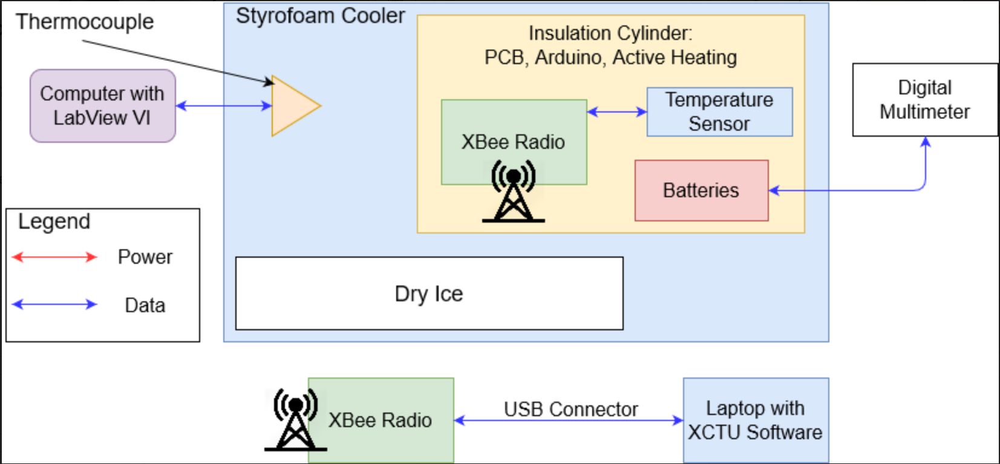 Thermocouple
Styrofoam Cooler
Insulation Cylinder:
PCB, Arduino, Active Heating
Computer with
LabView VI
XBee Radio
Temperature
Sensor
Batteries
Digital
Multimeter
Legend
Power
Data
Dry Ice
XBee Radio
USB Connector
Laptop with
XCTU Software